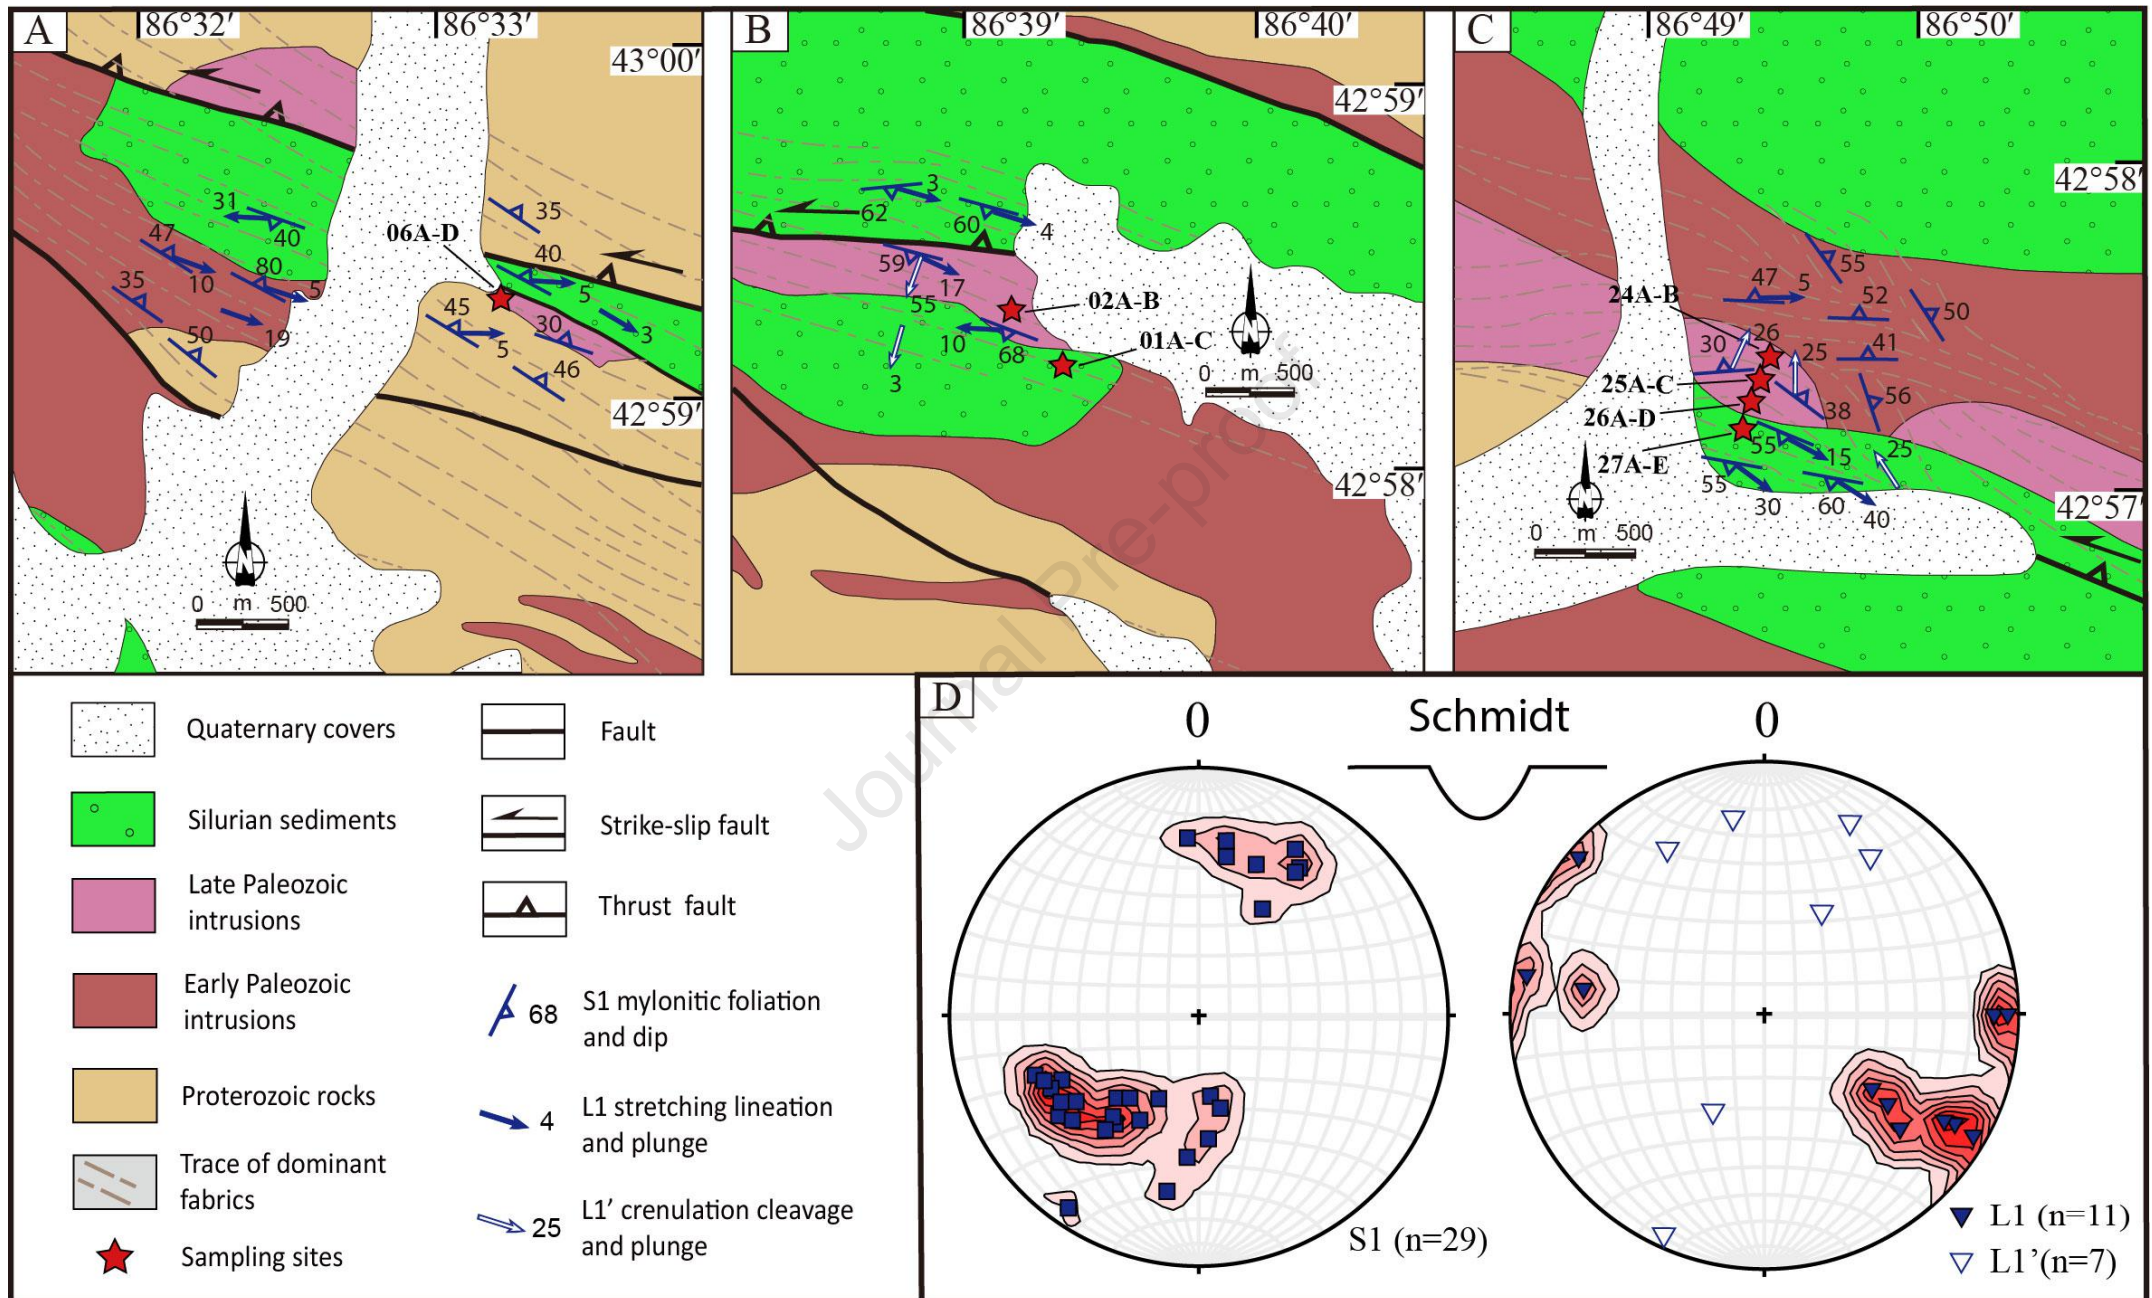 A
86°32′
86°33′
43°00′
31
40
47
10
80
5
35
19
50
06A-D
35
40
5
45
5
30
3
46
42°59′
0 m 500
B
86°39′
86°40′
42°59′
3
62
60
4
59
17
55
02A-B
10
68
01A-C
3
0 m 500
42°58′
C
86°49′
86°50′
42°58′
55
47
5
24A-B
52
50
26
30
25
41
25A-C
56
26A-D
38
55
15
25
27A-E
55
30
60
40
42°57′
0 m 500
Journal Pre-proof
Quaternary covers
Silurian sediments
Late Paleozoic
intrusions
Early Paleozoic
intrusions
Proterozoic rocks
Trace of dominant
fabrics
Sampling sites
Fault
Strike-slip fault
Thrust fault
68
S1 mylonitic foliation
and dip
4
L1 stretching lineation
and plunge
25
L1’ crenulation cleavage
and plunge
D
0
Schmidt
0
S1 (n=29)
L1 (n=11)
L1’(n=7)